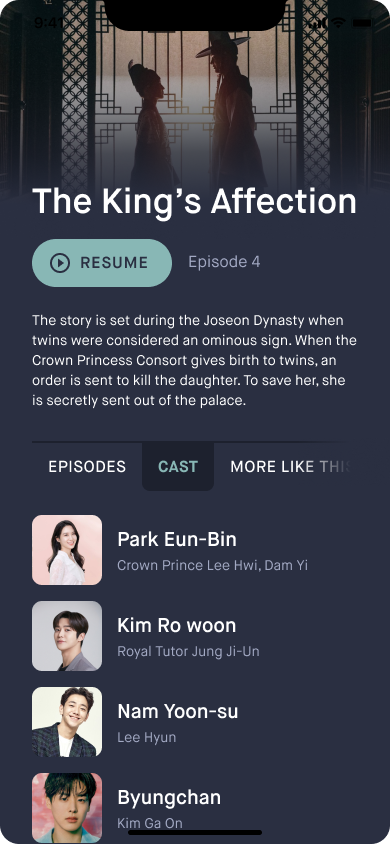 9:41
The King’s Affection
RESUME
Episode 4
The story is set during the Joseon Dynasty when
twins were considered an ominous sign. When the
Crown Princess Consort gives birth to twins, an
order is sent to kill the daughter. To save her, she
is secretly sent out of the palace.
EPISODES
CAST
MORE LIKE THIS
Park Eun-Bin
Crown Prince Lee Hwi, Dam Yi
Kim Ro woon
Royal Tutor Jung Ji-Un
Nam Yoon-su
Lee Hyun
Byungchan
Kim Ga On